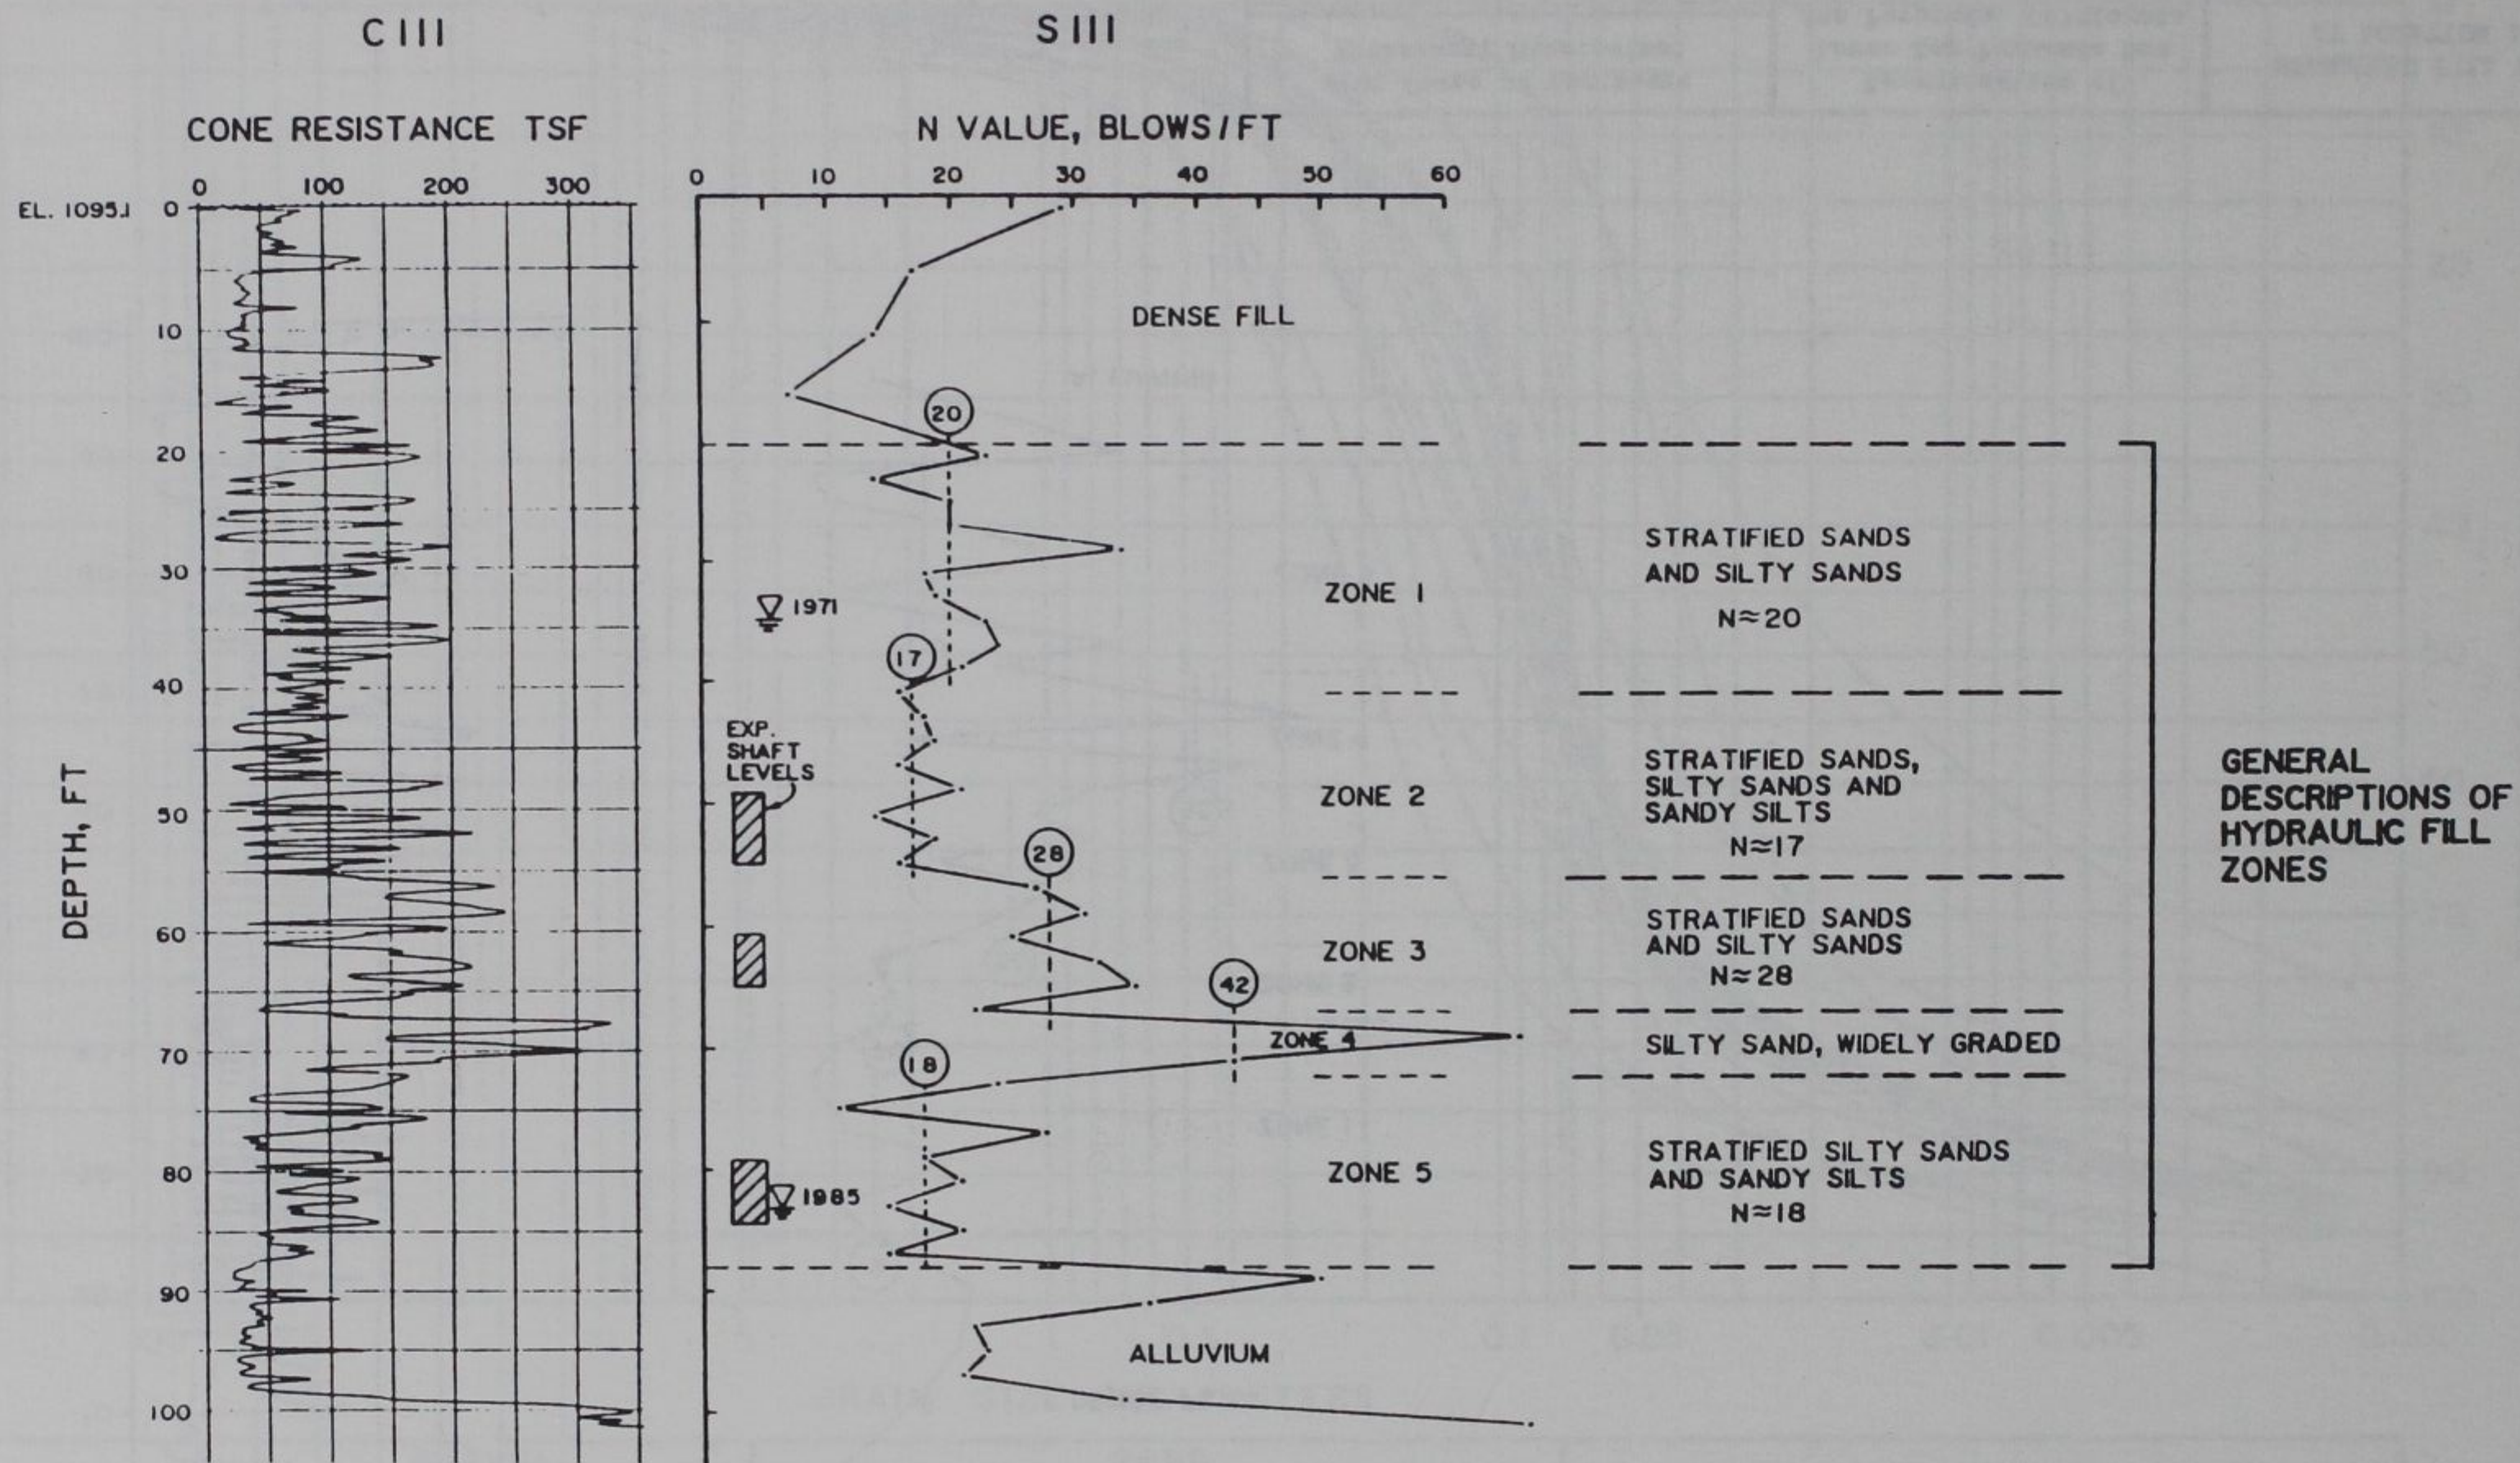 C III
S III
CONE RESISTANCE TSF
N VALUE, BLOWS/FT
0 100 200 300
0 10 20 30 40 50 60
EL. 1095.1
0
10
20
30
40
50
60
70
80
90
100
DEPTH, FT
DENSE FILL
20
1971
17
EXP.
SHAFT
LEVELS
28
42
18
1985
ZONE 1
ZONE 2
ZONE 3
ZONE 4
ZONE 5
ALLUVIUM
STRATIFIED SANDS
AND SILTY SANDS
N≈20
STRATIFIED SANDS,
SILTY SANDS AND
SANDY SILTS
N≈17
STRATIFIED SANDS
AND SILTY SANDS
N≈28
SILTY SAND, WIDELY GRADED
STRATIFIED SILTY SANDS
AND SANDY SILTS
N≈18
GENERAL
DESCRIPTIONS OF
HYDRAULIC FILL
ZONES